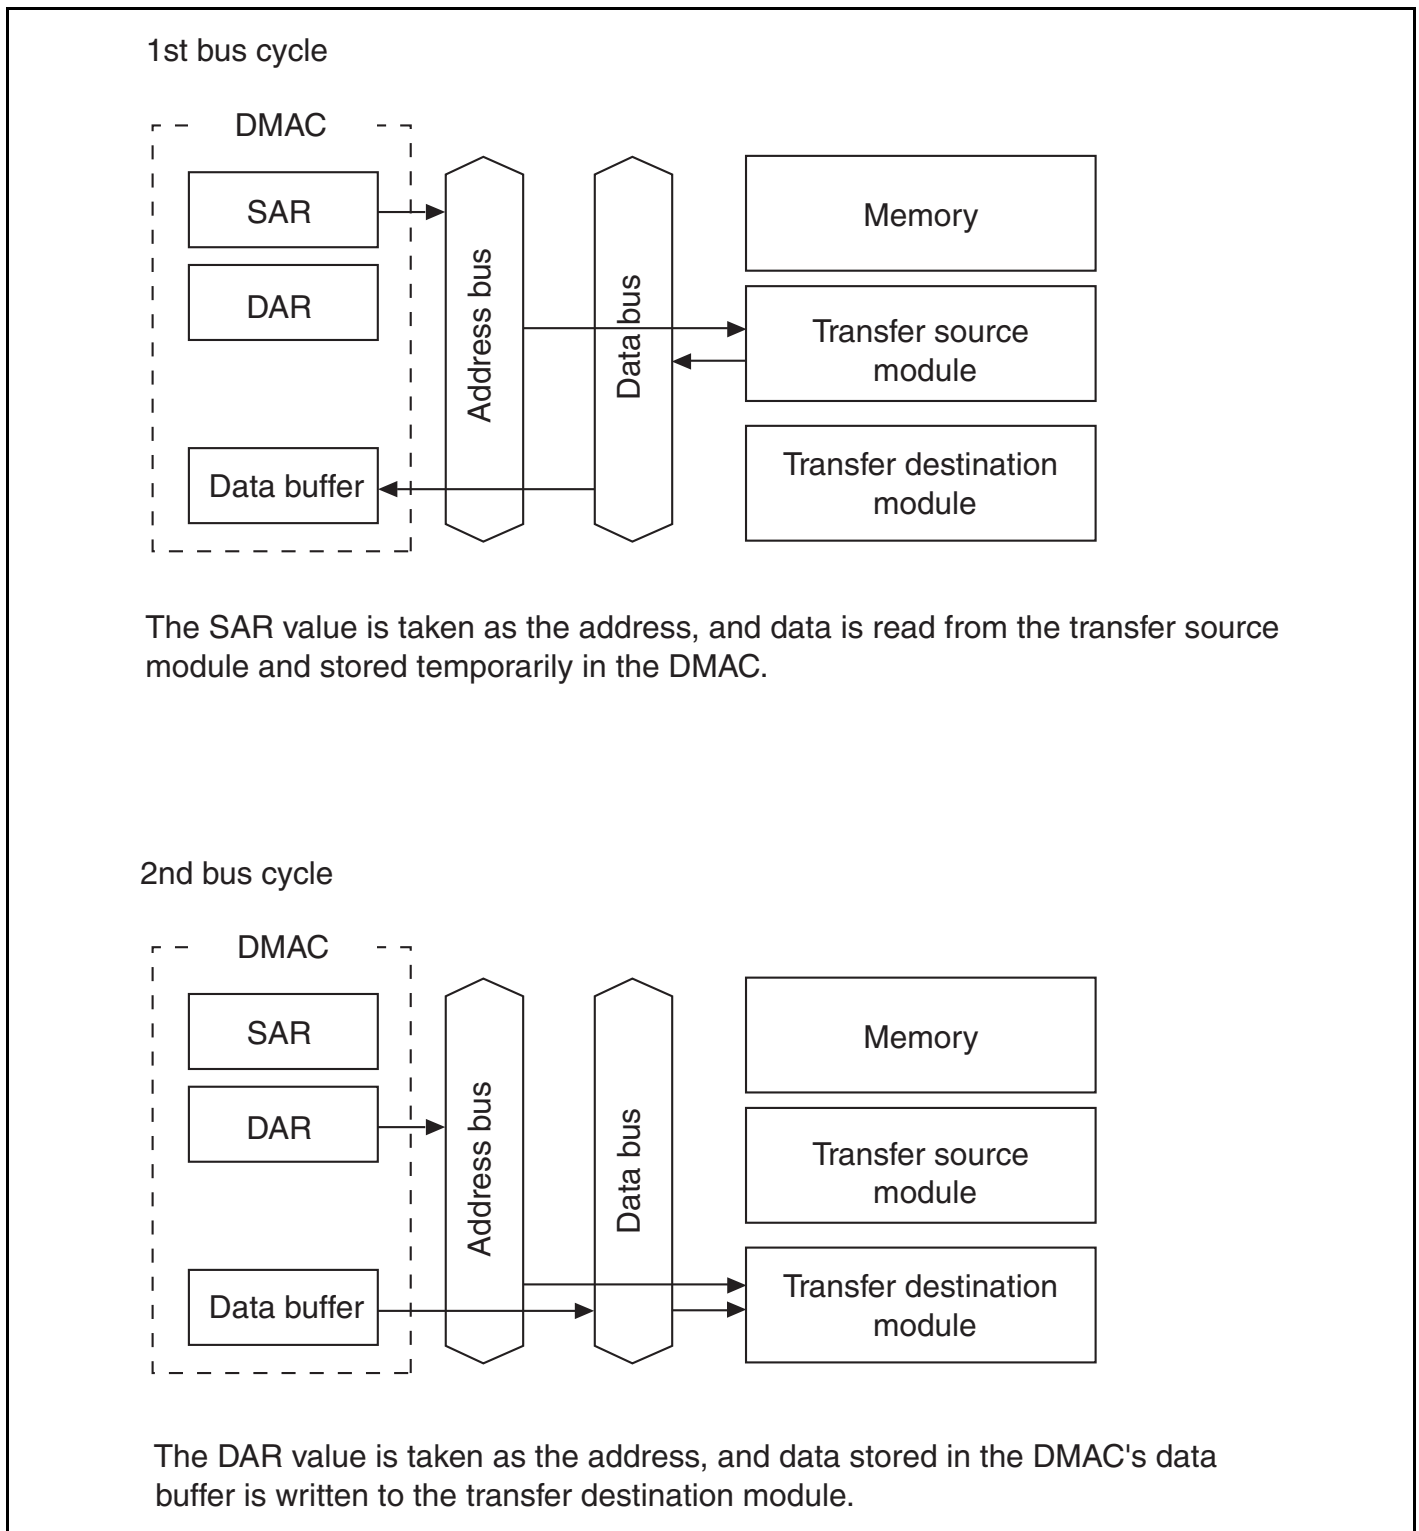 1st bus cycle
DMAC
SAR
DAR
Data buffer
Address bus
Data bus
Memory
Transfer source
module
Transfer destination
module
The SAR value is taken as the address, and data is read from the transfer source
module and stored temporarily in the DMAC.
2nd bus cycle
DMAC
SAR
DAR
Data buffer
Address bus
Data bus
Memory
Transfer source
module
Transfer destination
module
The DAR value is taken as the address, and data stored in the DMAC's data
buffer is written to the transfer destination module.